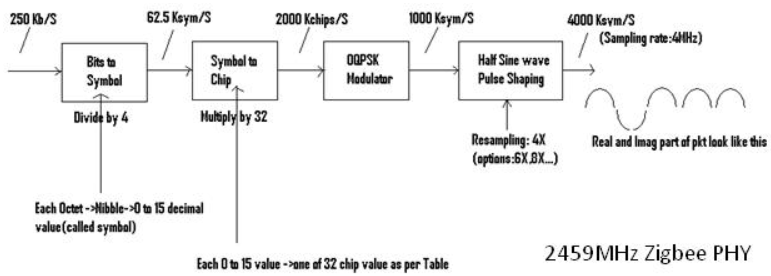 250 Kb/S
62.5 Ksym/S
2000 Kchips/S
1000 Ksym/S
4000 Ksym/S
(Sampling rate:4MHz)
Bits to
Symbol
Symbol to
Chip
OQPSK
Modulator
Half Sine wave
Pulse Shaping
Divide by 4
Multiply by 32
Resampling: 4X
(options:6X,8X...)
Real and Imag part of pkt look like this
Each Octet ->Nibble->0 to 15 decimal
value(called symbol)
Each 0 to 15 value ->one of 32 chip value as per Table
2459MHz Zigbee PHY